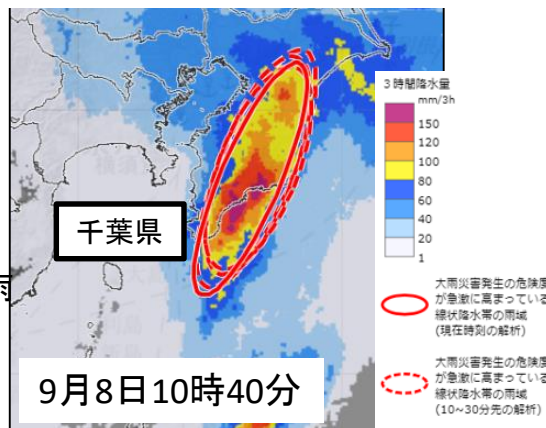 3時間降水量
mm/3h
150
120
100
80
60
40
20
1
千葉県
雨
大雨災害発生の危険度
が急激に高まっている
線状降水帯の雨域
(現在時刻の解析)
大雨災害発生の危険度
が急激に高まっている
線状降水帯の雨域
(10~30分先の解析)
9月8日10時40分